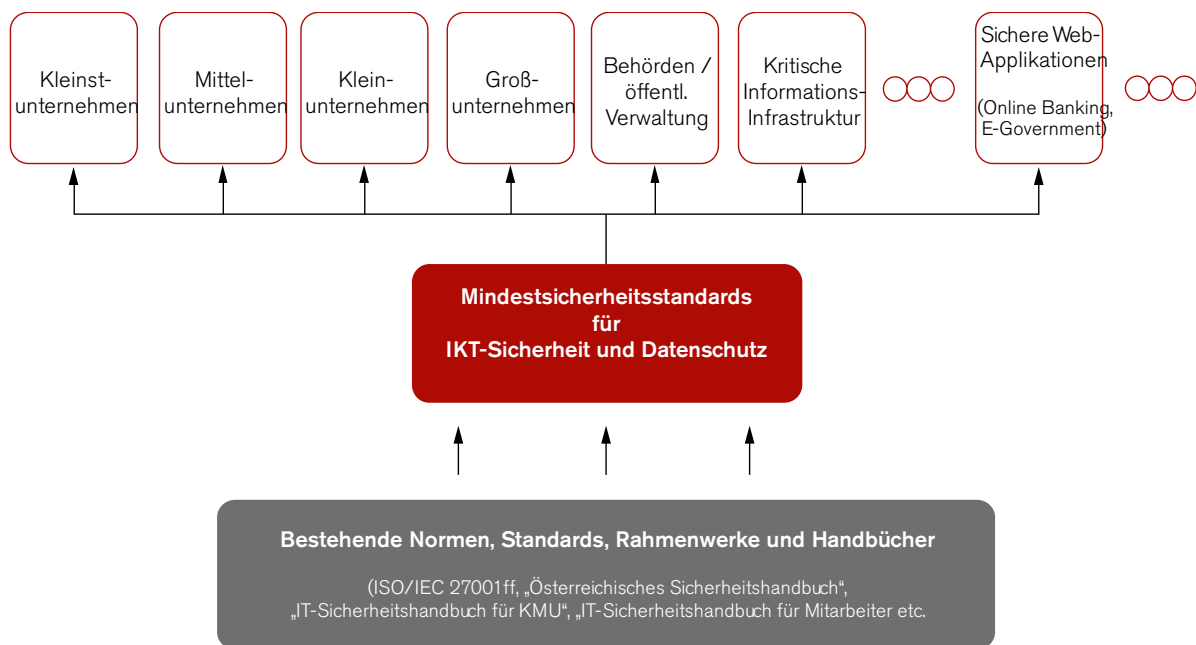 Kleinst-
unternehmen
Mittel-
unternehmen
Klein-
unternehmen
Groß-
unternehmen
Behörden /
öffentl.
Verwaltung
Kritische
Informations-
Infrastruktur
Sichere Web-
Applikationen
(Online Banking,
E-Government)
Mindestsicherheitsstandards
für
IKT-Sicherheit und Datenschutz
Bestehende Normen, Standards, Rahmenwerke und Handbücher
(ISO/IEC 27001ff, „Österreichisches Sicherheitshandbuch“,
„IT-Sicherheitshandbuch für KMU“, „IT-Sicherheitshandbuch für Mitarbeiter etc.